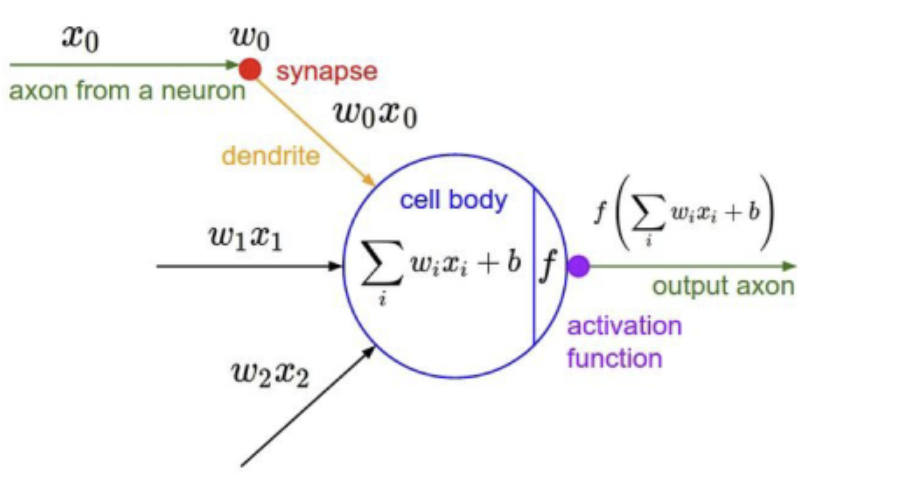 x₀
w₀
synapse
axon from a neuron
w₀x₀
dendrite
cell body
f(∑ᵢ wᵢxᵢ + b)
w₁x₁
∑ᵢ wᵢxᵢ + b
f
output axon
activation
function
w₂x₂